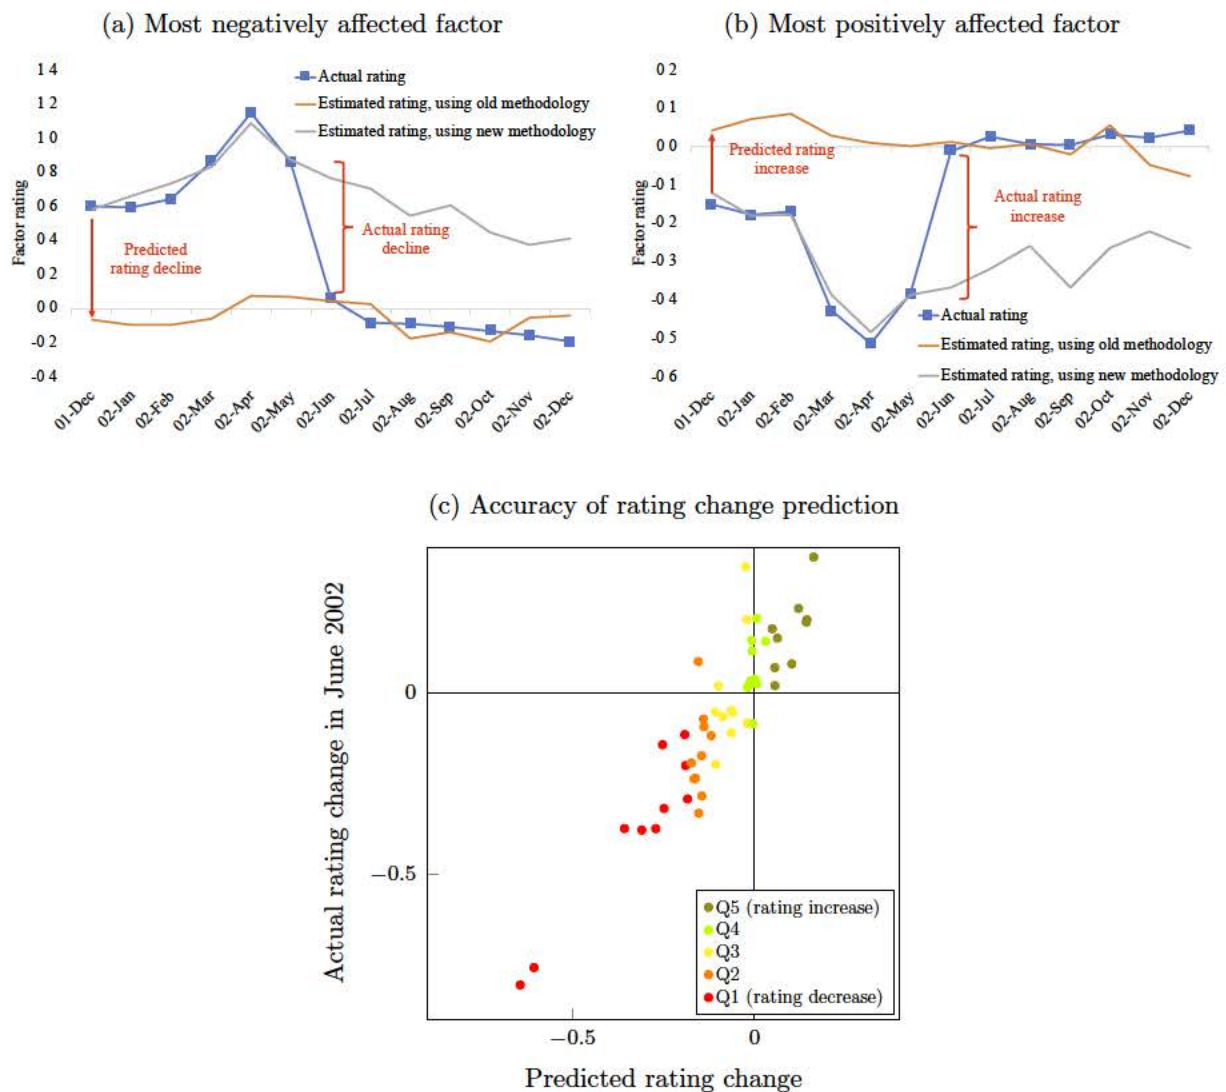 (a) Most negatively affected factor
1 4
1 2
1 0
0 8
0 6
0 4
0 2
0 0
-0 2
-0 4
Factor rating
Actual rating
Estimated rating, using old methodology
Estimated rating, using new methodology
Predicted
rating decline
Actual rating
decline
01-Dec
02-Jan
02-Feb
02-Mar
02-Apr
02-May
02-Jun
02-Jul
02-Aug
02-Sep
02-Oct
02-Nov
02-Dec
(b) Most positively affected factor
0 2
0 1
0.0
-0.1
-0.2
-0.3
-0.4
-0.5
-0 6
Factor rating
Predicted rating
increase
Actual rating
increase
Actual rating
Estimated rating, using old methodology
Estimated rating, using new methodology
01-Dec
02-Jan
02-Feb
02-Mar
02-Apr
02-May
02-Jun
02-Jul
02-Aug
02-Sep
02-Oct
02-Nov
02-Dec
(c) Accuracy of rating change prediction
Actual rating change in June 2002
0
−0.5
Q5 (rating increase)
Q4
Q3
Q2
Q1 (rating decrease)
−0.5
0
Predicted rating change